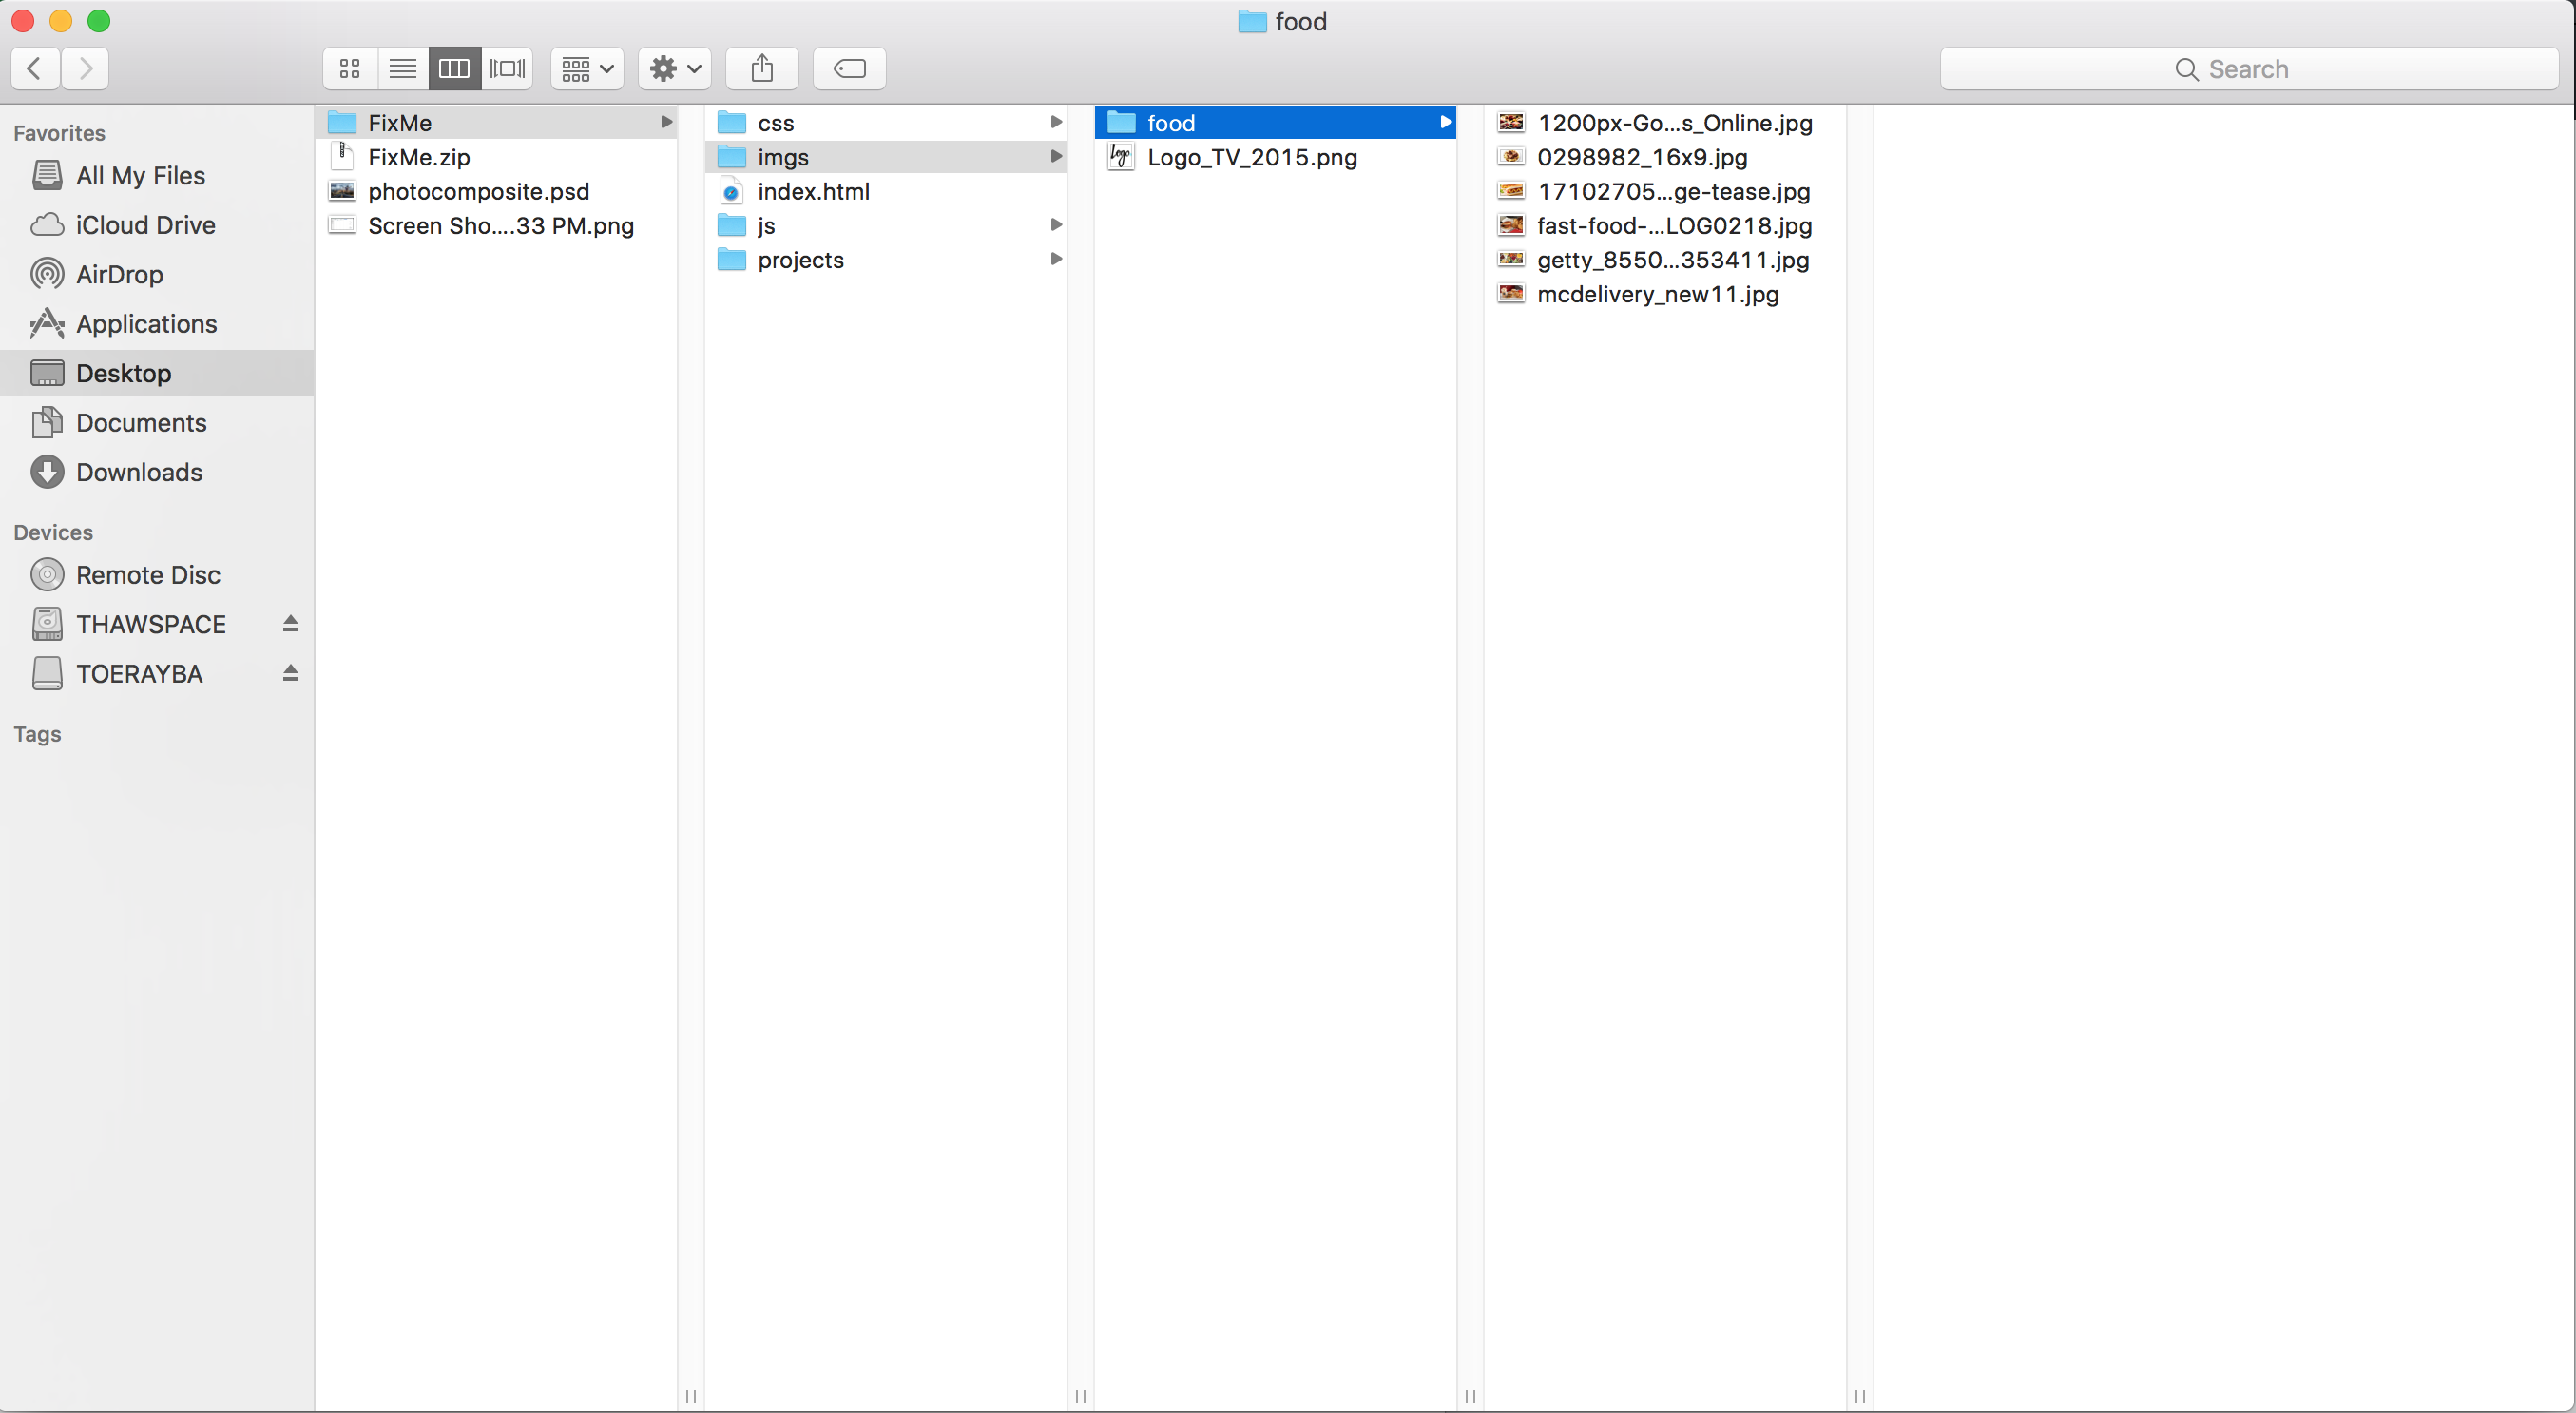 food
Search
Favorites
All My Files
iCloud Drive
AirDrop
Applications
Desktop
Documents
Downloads
Devices
Remote Disc
THAWSPACE
TOERAYBA
Tags
FixMe
FixMe.zip
photocomposite.psd
Screen Sho....33 PM.png
css
imgs
index.html
js
projects
food
Logo_TV_2015.png
1200px-Go...s_Online.jpg
0298982_16x9.jpg
17102705...ge-tease.jpg
fast-food-...LOG0218.jpg
getty_8550...353411.jpg
mcdelivery_new11.jpg